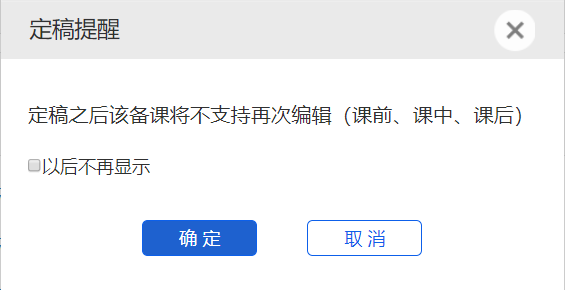 定稿提醒
定稿之后该备课将不支持再次编辑（课前、课中、课后）
以后不再显示
确定 取消